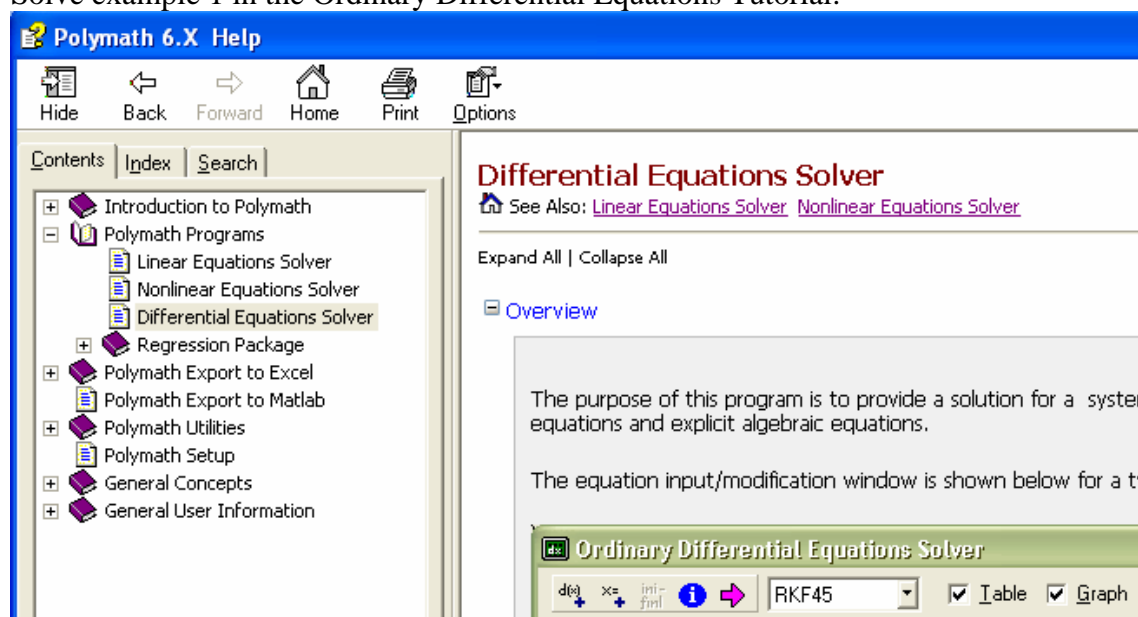 Solve example 1 in the Ordinary Differential Equations Tutorial.
Polymath 6.X Help
Hide Back Forward Home Print Options
Contents Index Search
Introduction to Polymath
Polymath Programs
Linear Equations Solver
Nonlinear Equations Solver
Differential Equations Solver
Regression Package
Polymath Export to Excel
Polymath Export to Matlab
Polymath Utilities
Polymath Setup
General Concepts
General User Information
Differential Equations Solver
See Also: Linear Equations Solver Nonlinear Equations Solver
Expand All | Collapse All
Overview
The purpose of this program is to provide a solution for a syste
equations and explicit algebraic equations.
The equation input/modification window is shown below for a t
Ordinary Differential Equations Solver
d(x) x= ini- fml RKF45 Table Graph